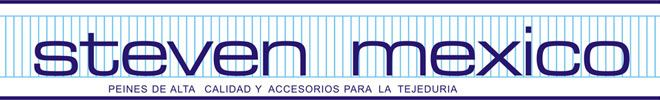 steven mexico
PEINES DE ALTA CALIDAD Y ACCESORIOS PARA LA TEJEDURIA